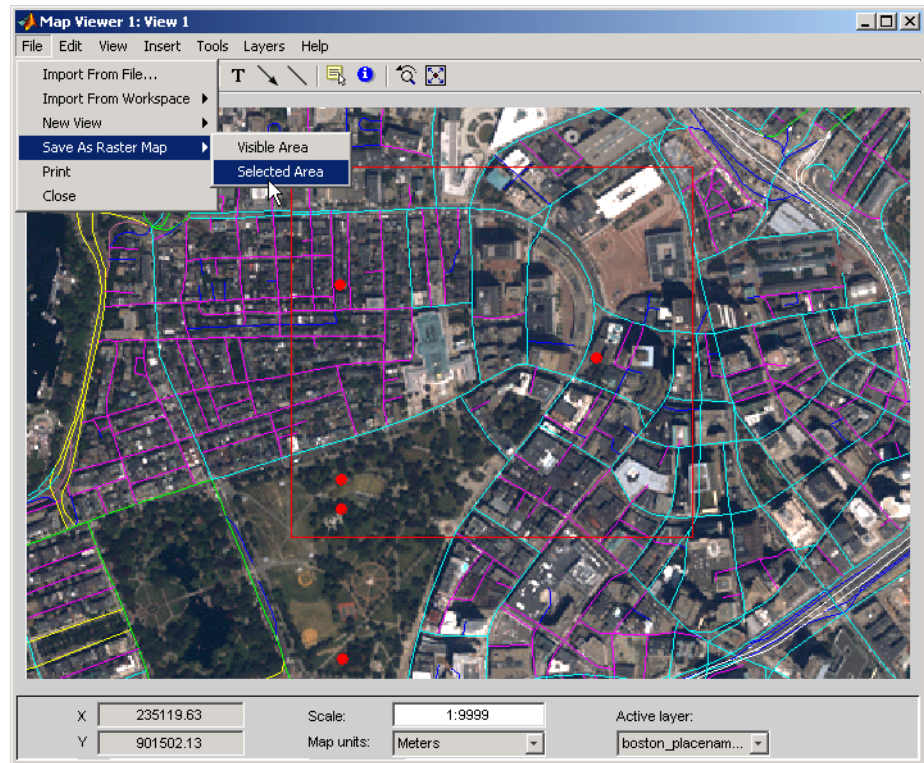 Map Viewer 1: View 1
File Edit View Insert Tools Layers Help
Import From File...
Import From Workspace
New View
Save As Raster Map
Print
Close
Visible Area
Selected Area
T
i
X 235119.63
Y 901502.13
Scale: 1:9999
Map units: Meters
Active layer:
boston_placenam...